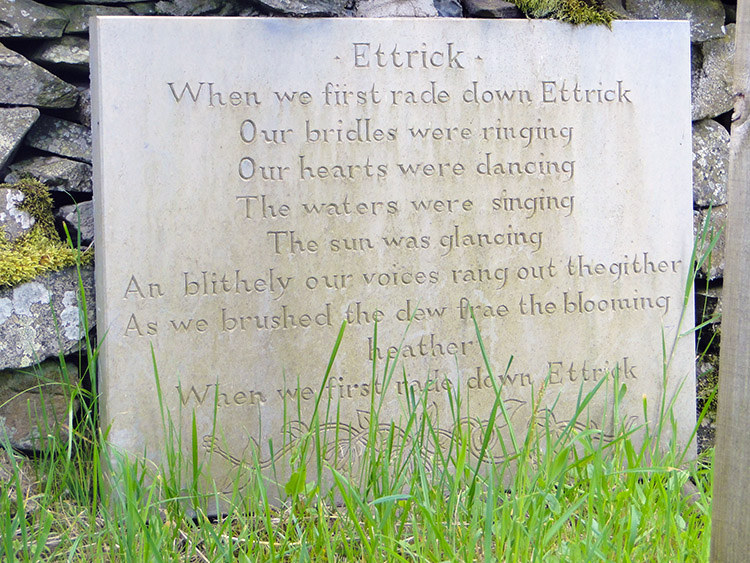 · Ettrick ·
When we first rade down Ettrick
Our bridles were ringing
Our hearts were dancing
The waters were singing
The sun was glancing
An blithely our voices rang out thegither
As we brushed the dew frae the blooming
heather
When we first rade down Ettrick